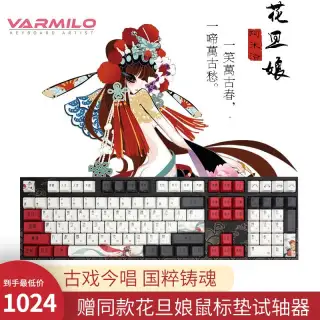 VARMILO
KEYBOARD ARTIST
花旦娘
一笑萬古春，
一啼萬古愁。
古戏今唱 国粹铸魂
到手最低价
1024
赠同款花旦娘鼠标垫试轴器